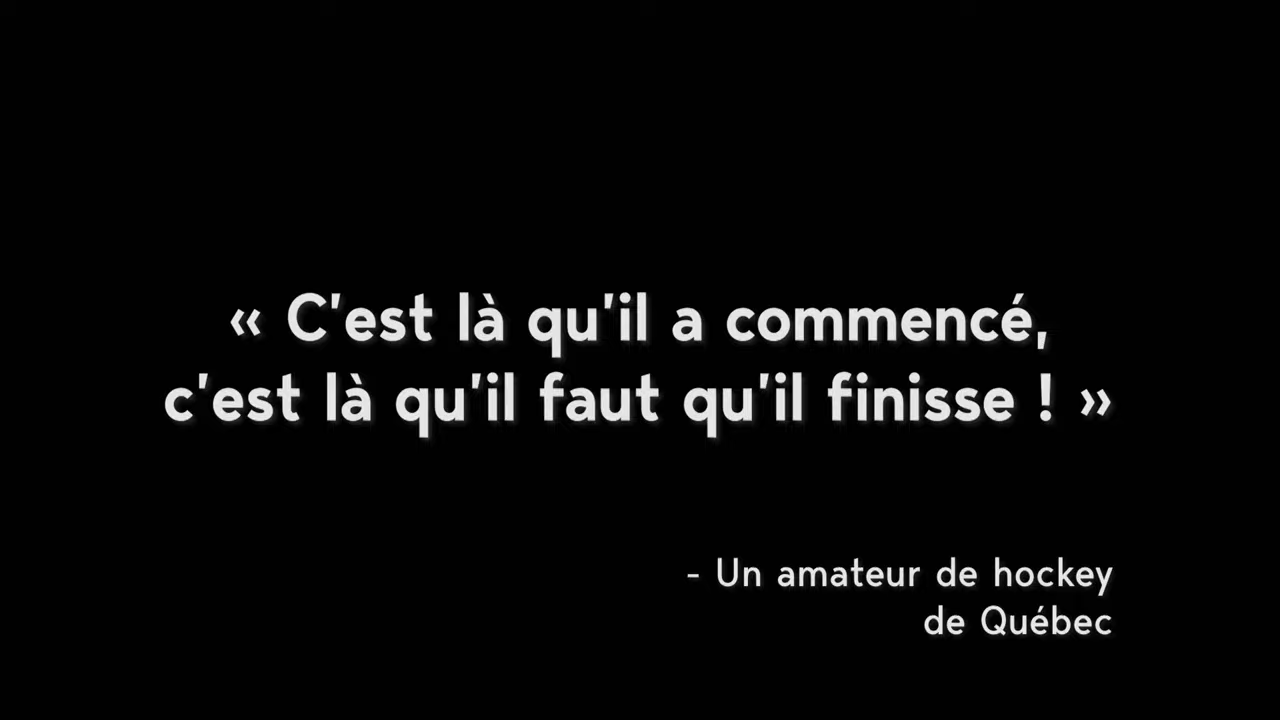 « C'est là qu'il a commencé,
c'est là qu'il faut qu'il finisse ! »
- Un amateur de hockey
de Québec